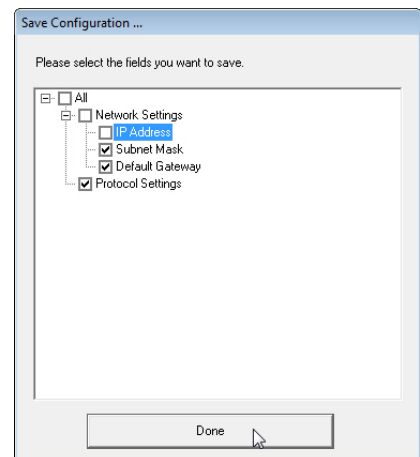 Save Configuration ...
Please select the fields you want to save.
All
Network Settings
IP Address
Subnet Mask
Default Gateway
Protocol Settings
Done